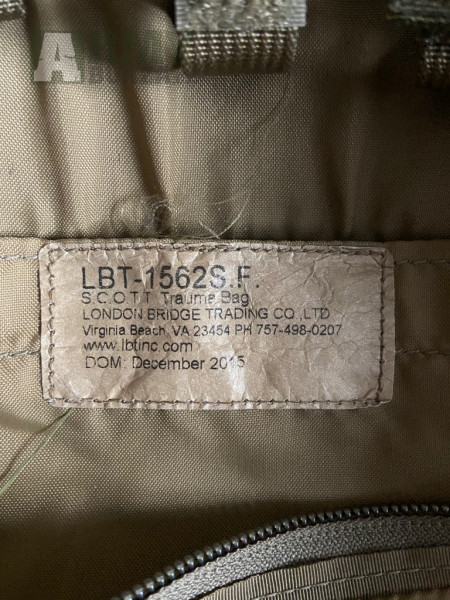 LBT-1562S.F.
S.C.O.T.T. Trauma Bag
LONDON BRIDGE TRADING CO.,LTD
Virginia Beach, VA 23454 PH 757-498-0207
www.lbtinc.com
DOM: December 2015